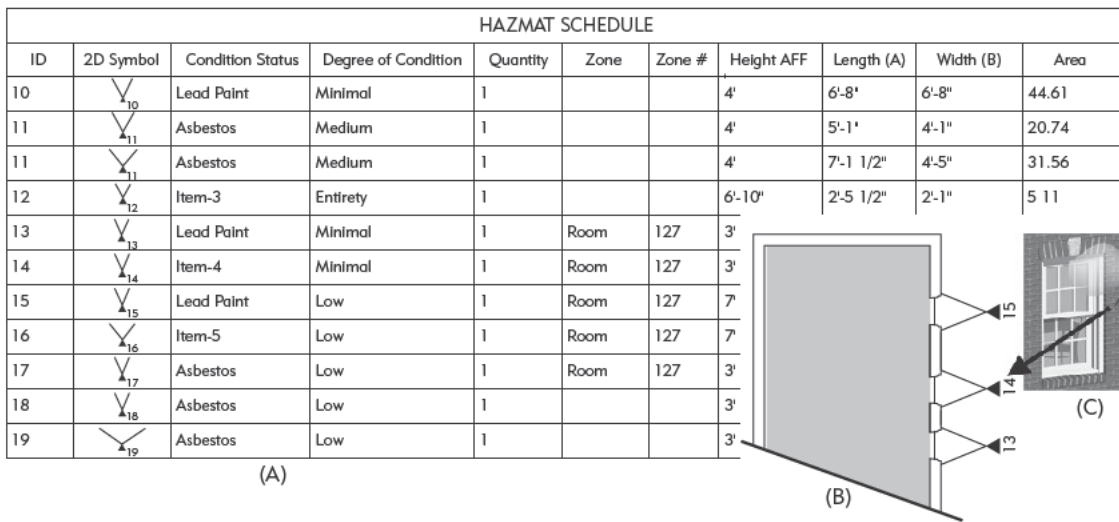 HAZMAT SCHEDULE
ID 2D Symbol Condition Status Degree of Condition Quantity Zone Zone # Height AFF Length (A) Width (B) Area
10 10 Lead Paint Minimal 1 4' 6'-8" 6'-8" 44.61
11 11 Asbestos Medium 1 4' 5'-1" 4'-1" 20.74
11 11 Asbestos Medium 1 4' 7'-1 1/2" 4'-5" 31.56
12 12 Item-3 Entirety 1 6'-10" 2'-5 1/2" 2'-1" 5 11
13 13 Lead Paint Minimal 1 Room 127 3'
14 14 Item-4 Minimal 1 Room 127 3'
15 15 Lead Paint Low 1 Room 127 7'
16 16 Item-5 Low 1 Room 127 7'
17 17 Asbestos Low 1 Room 127 3'
18 18 Asbestos Low 1 3'
19 19 Asbestos Low 1 3'
(A)
15
14
13
(B)
(C)